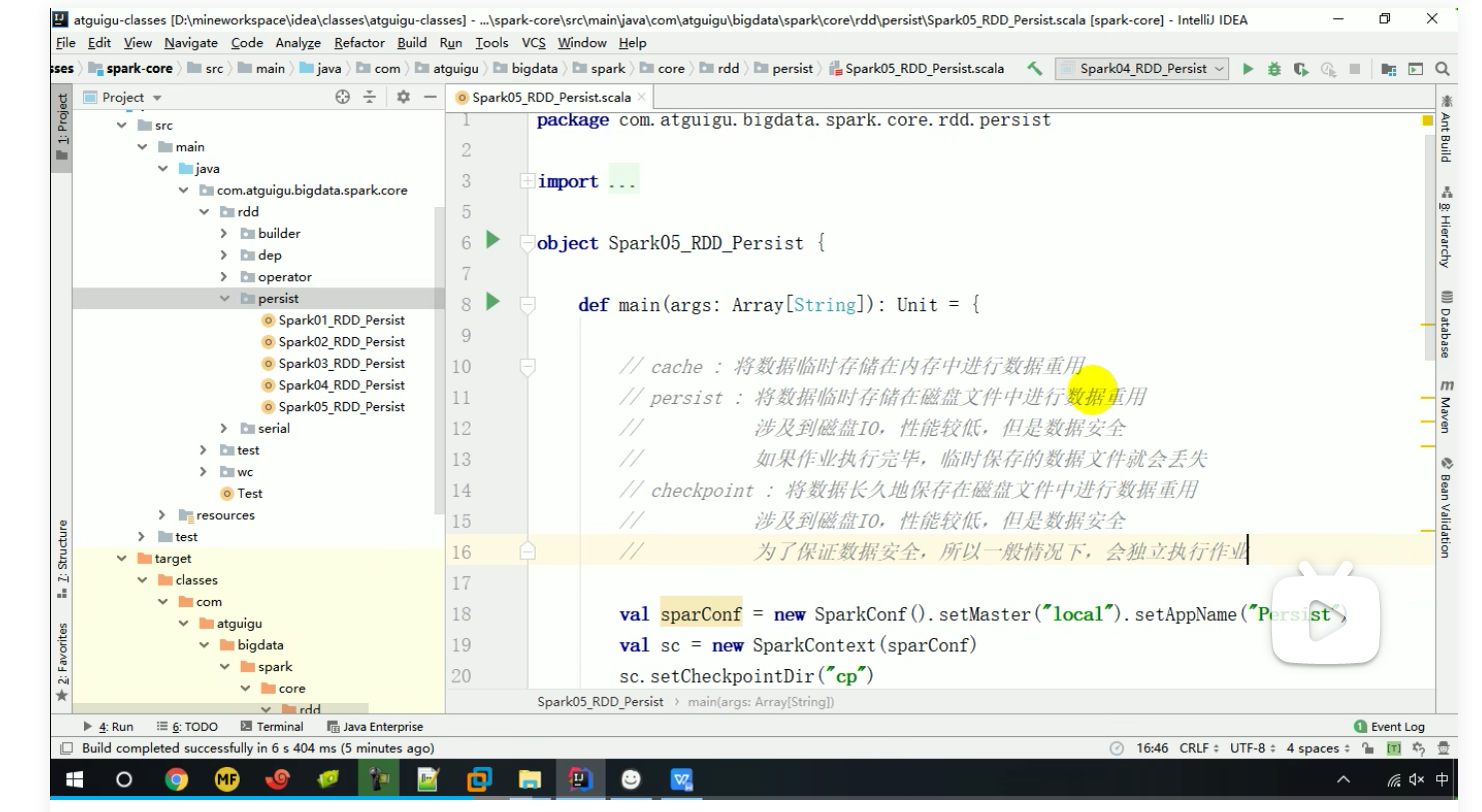 atguigu-classes [D:\mineworkspace\idea\classes\atguigu-classes] - ...\spark-core\src\main\java\com\atguigu\bigdata\spark\core\rdd\persist\Spark05_RDD_Persist.scala [spark-core] - IntelliJ IDEA
File Edit View Navigate Code Analyze Refactor Build Run Tools VCS Window Help
sses spark-core src main java com atguigu bigdata spark core rdd persist Spark05_RDD_Persist.scala Spark04_RDD_Persist
1: Project
7: Structure
2: Favorites
Project
src
main
java
com.atguigu.bigdata.spark.core
rdd
builder
dep
operator
persist
Spark01_RDD_Persist
Spark02_RDD_Persist
Spark03_RDD_Persist
Spark04_RDD_Persist
Spark05_RDD_Persist
serial
test
wc
Test
resources
test
target
classes
com
atguigu
bigdata
spark
core
rdd
Spark05_RDD_Persist.scala
1 package com.atguigu.bigdata.spark.core.rdd.persist
2
3 import ...
5
6 object Spark05_RDD_Persist {
7
8 def main(args: Array[String]): Unit = {
9
10 // cache : 将数据临时存储在内存中进行数据重用
11 // persist : 将数据临时存储在磁盘文件中进行数据重用
12 // 涉及到磁盘IO，性能较低，但是数据安全
13 // 如果作业执行完毕，临时保存的数据文件就会丢失
14 // checkpoint : 将数据长久地保存在磁盘文件中进行数据重用
15 // 涉及到磁盘IO，性能较低，但是数据安全
16 // 为了保证数据安全，所以一般情况下，会独立执行作业
17
18 val sparConf = new SparkConf().setMaster("local").setAppName("Persist")
19 val sc = new SparkContext(sparConf)
20 sc.setCheckpointDir("cp")
Spark05_RDD_Persist main(args: Array[String])
Ant Build
8: Hierarchy
Database
m Maven
Bean Validation
4: Run 6: TODO Terminal Java Enterprise 1 Event Log
Build completed successfully in 6 s 404 ms (5 minutes ago) 16:46 CRLF UTF-8 4 spaces [T]
MF 中